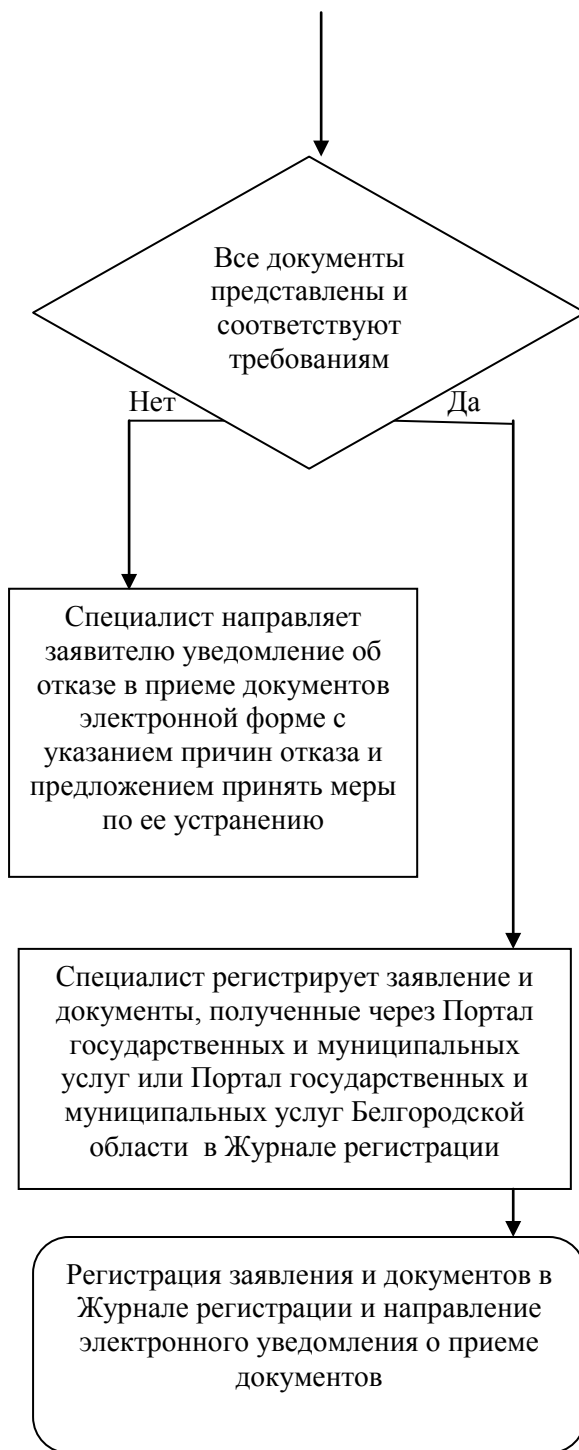 Все документы
представлены и
соответствуют
требованиям
Нет
Да
Специалист направляет
заявителю уведомление об
отказе в приеме документов
электронной форме с
указанием причин отказа и
предложением принять меры
по ее устранению
Специалист регистрирует заявление и
документы, полученные через Портал
государственных и муниципальных
услуг или Портал государственных и
муниципальных услуг Белгородской
области в Журнале регистрации
Регистрация заявления и документов в
Журнале регистрации и направление
электронного уведомления о приеме
документов